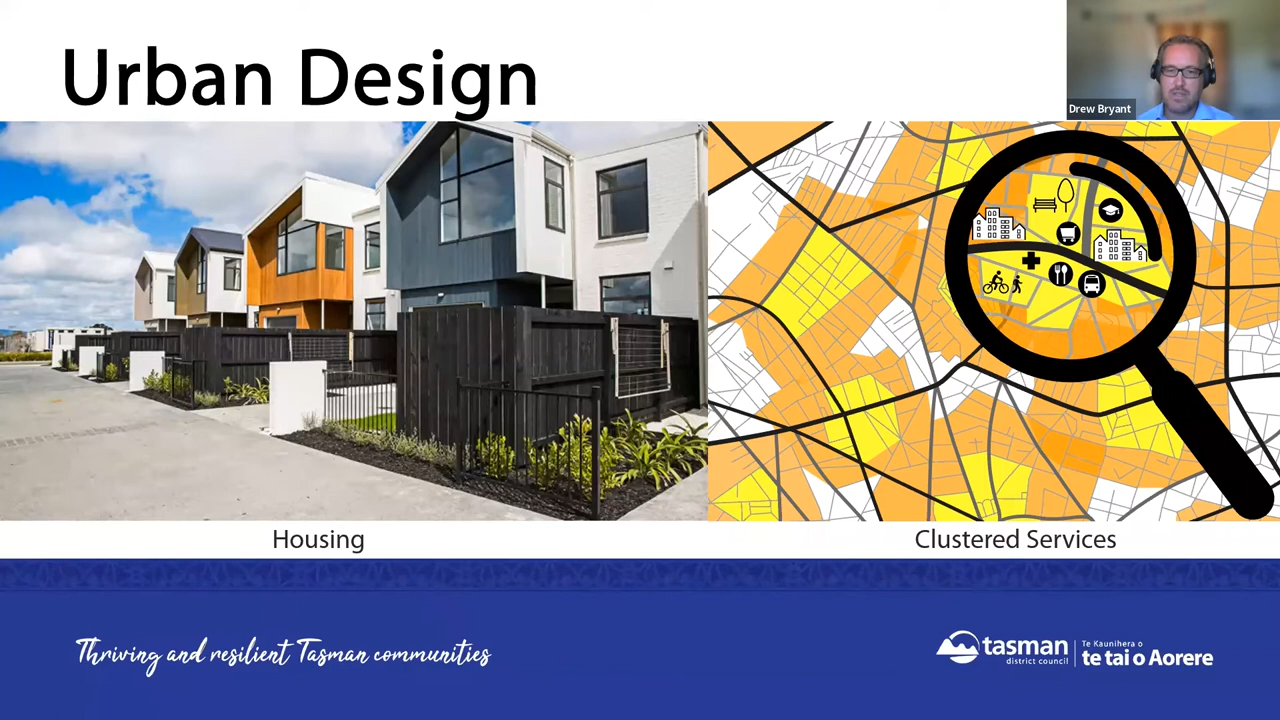 Urban Design
Drew Bryant
Housing
Clustered Services
Thriving and resilient Tasman communities
tasman
district council
Te Kaunihera o
te tai o Aorere